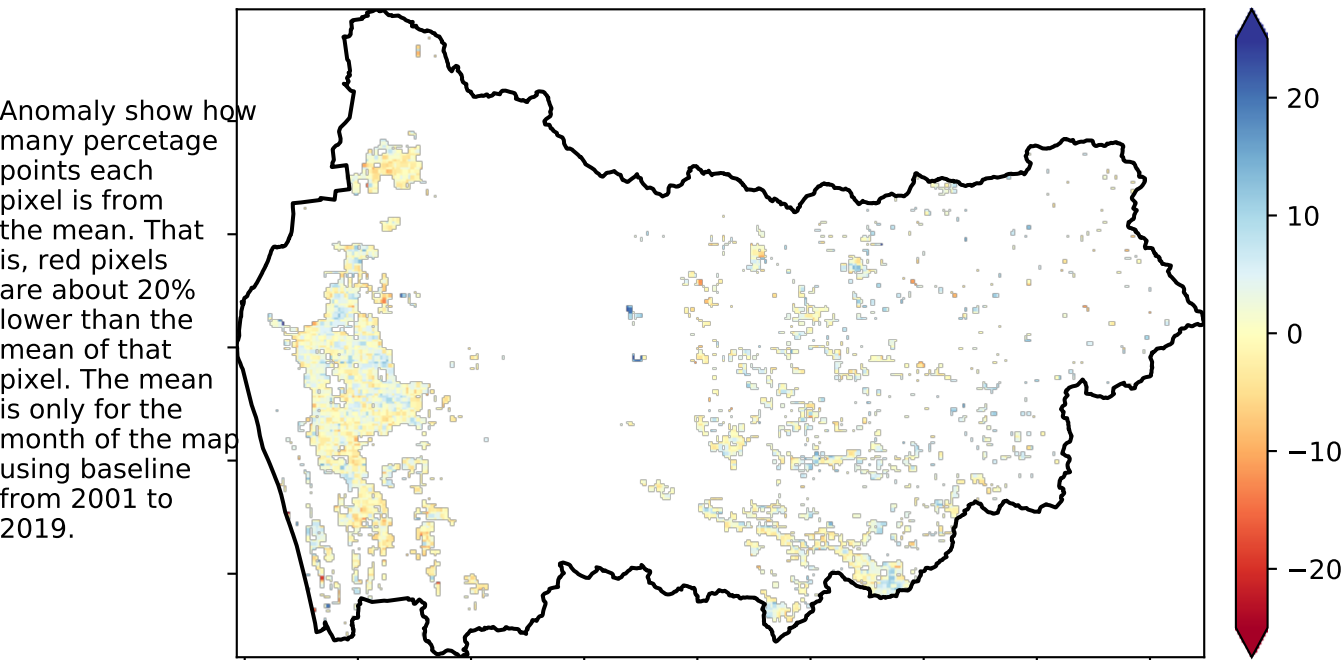 Anomaly show how
many percetage
points each
pixel is from
the mean. That
is, red pixels
are about 20%
lower than the
mean of that
pixel. The mean
is only for the
month of the map
using baseline
from 2001 to
2019.
20
10
0
−10
−20